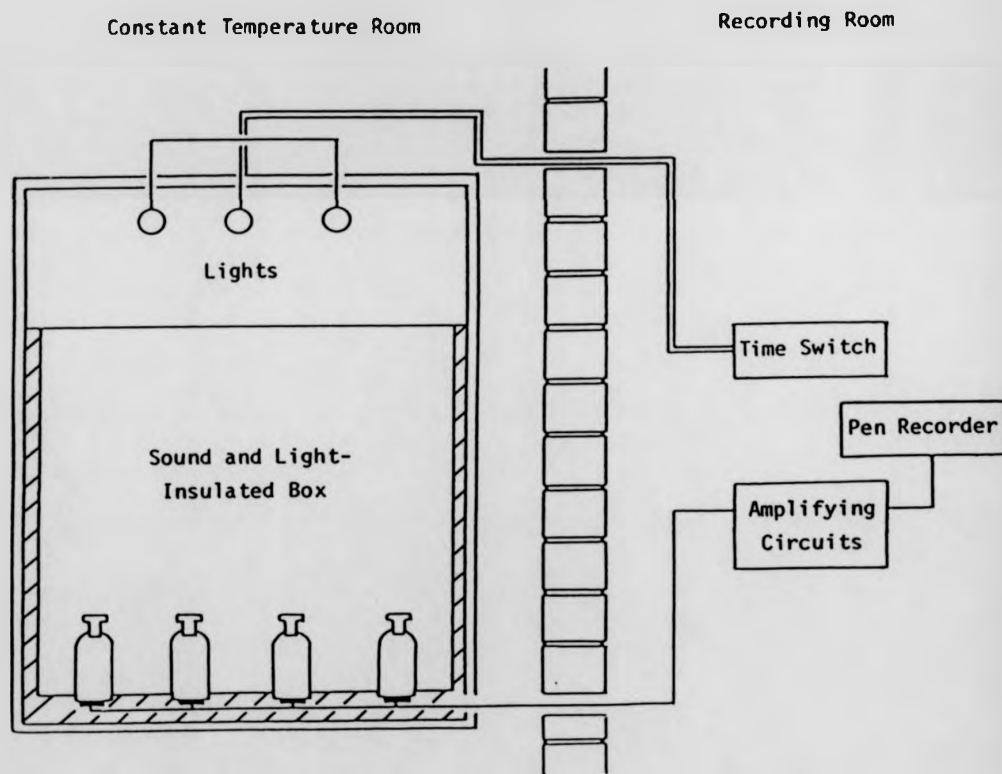 Constant Temperature Room
Recording Room
Lights
Time Switch
Pen Recorder
Sound and Light-
Insulated Box
Amplifying
Circuits